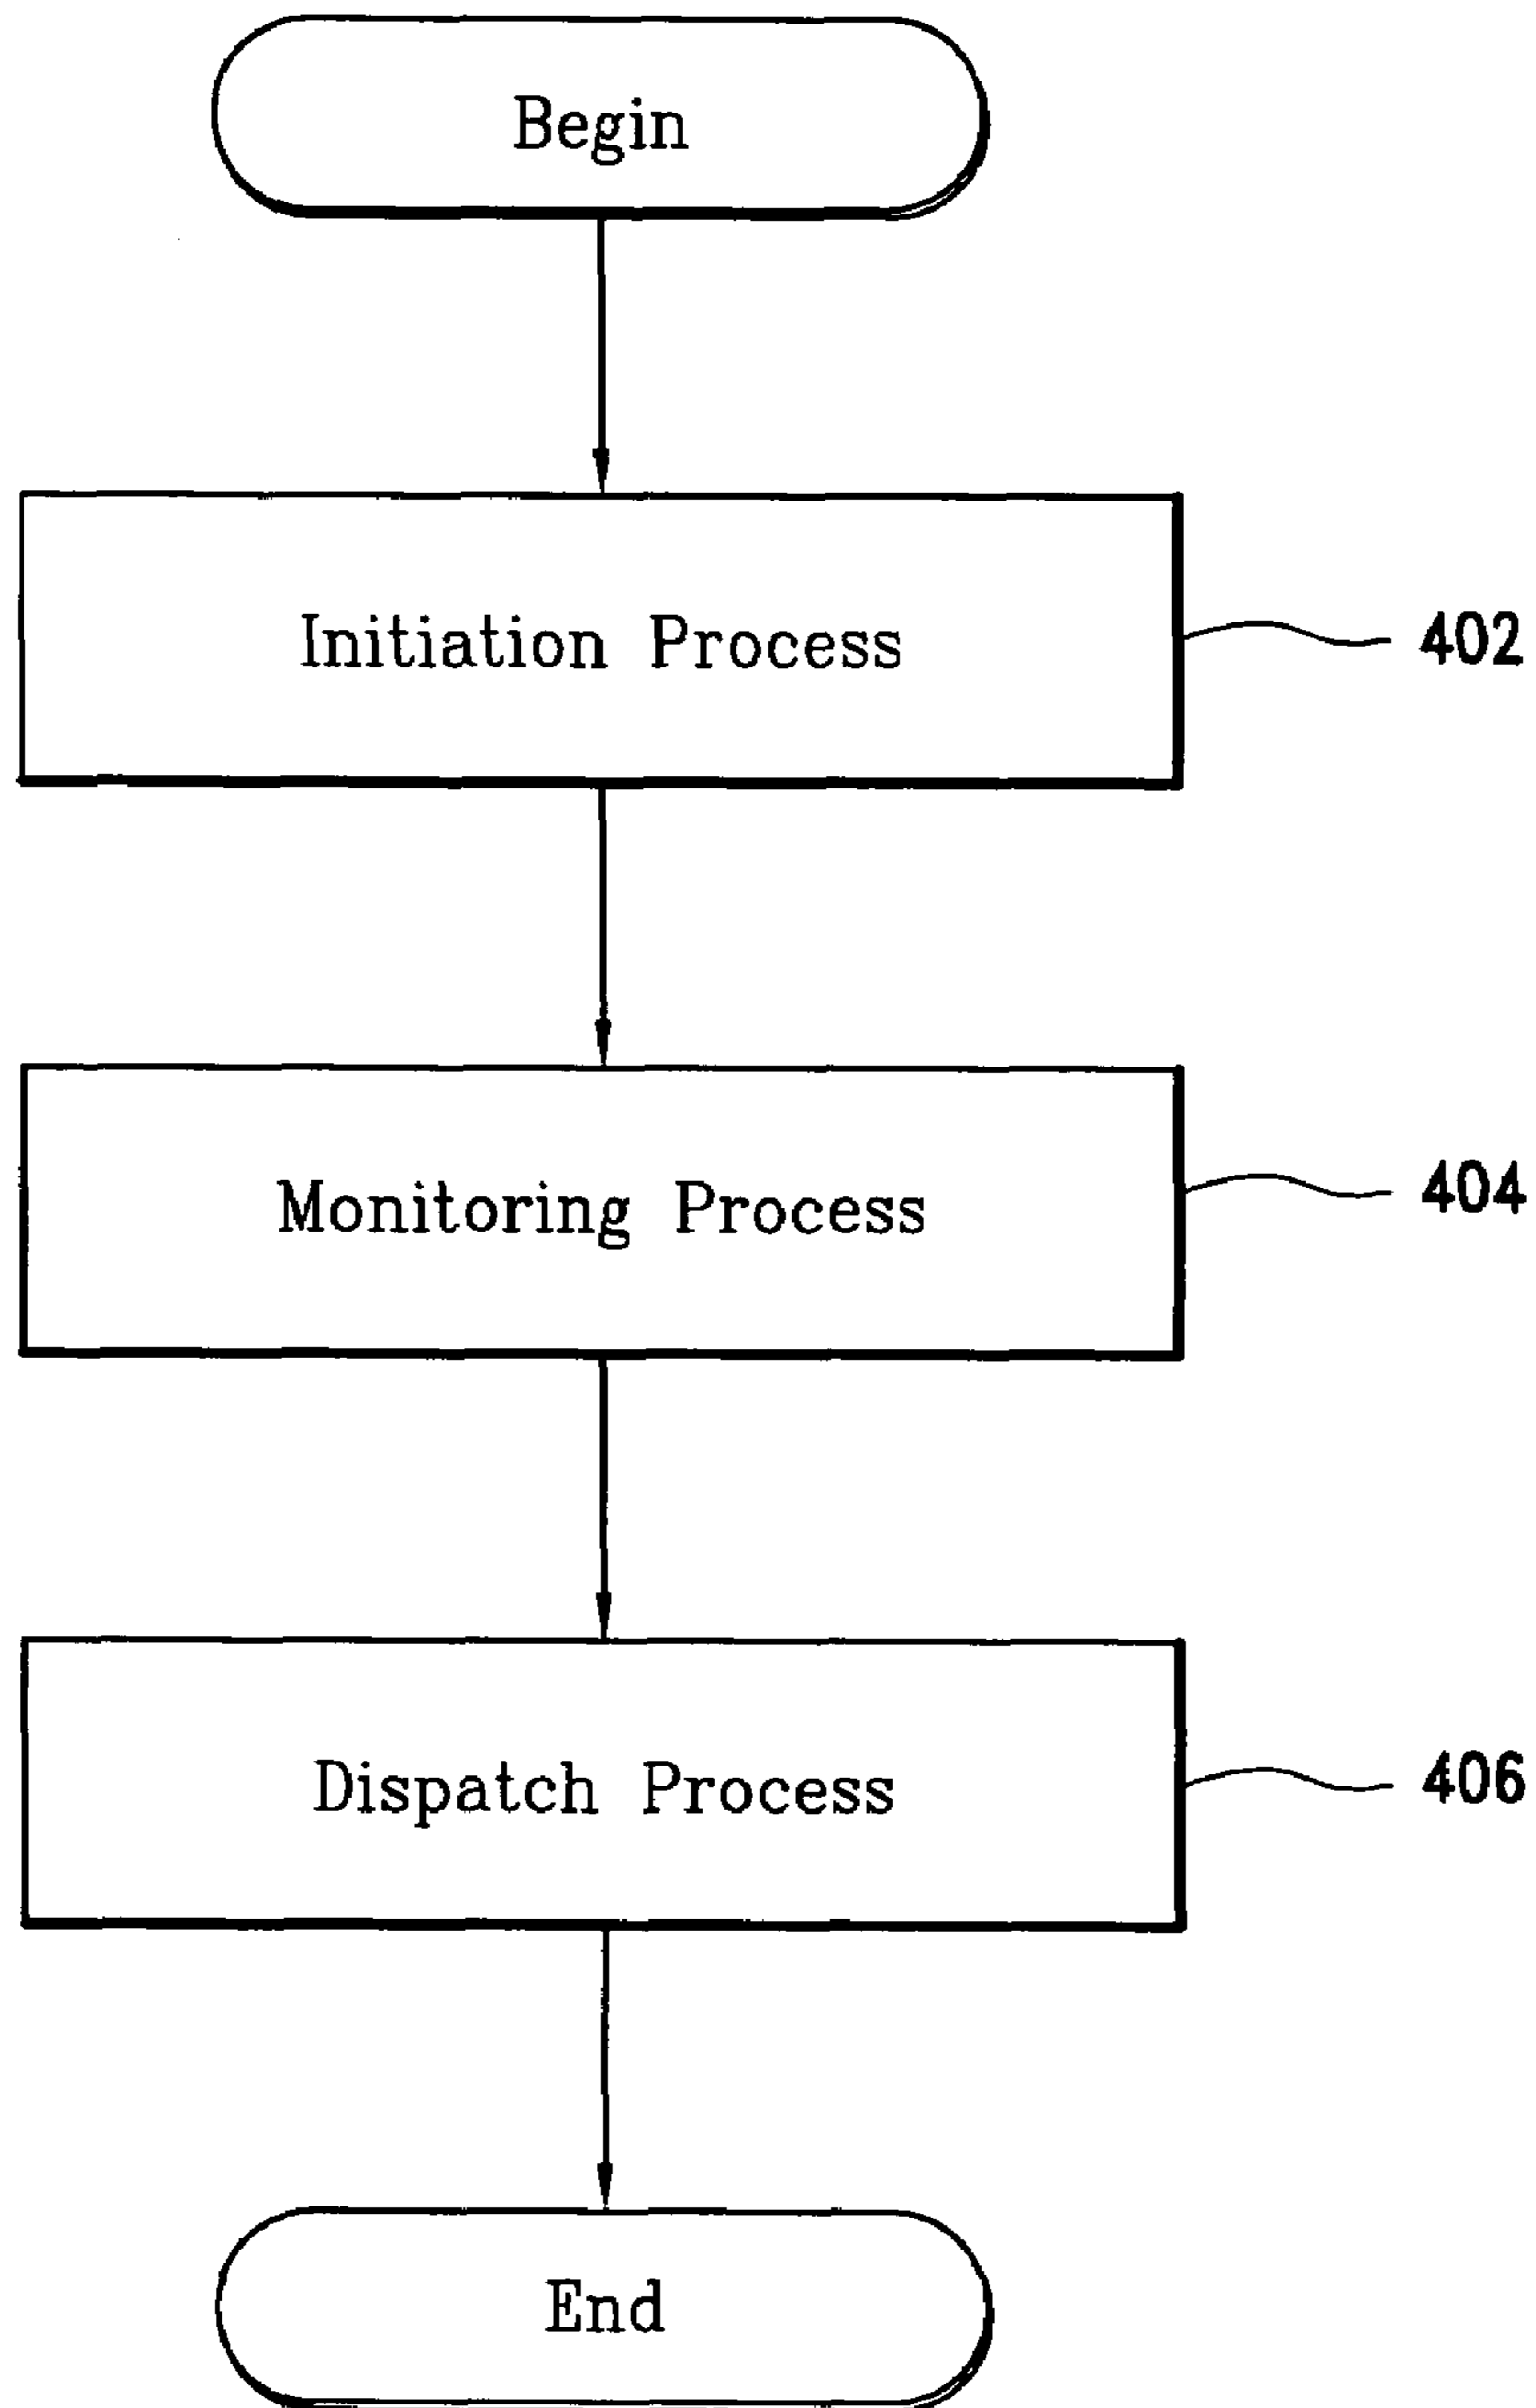 Begin
Initiation Process
402
Monitoring Process
404
Dispatch Process
406
End